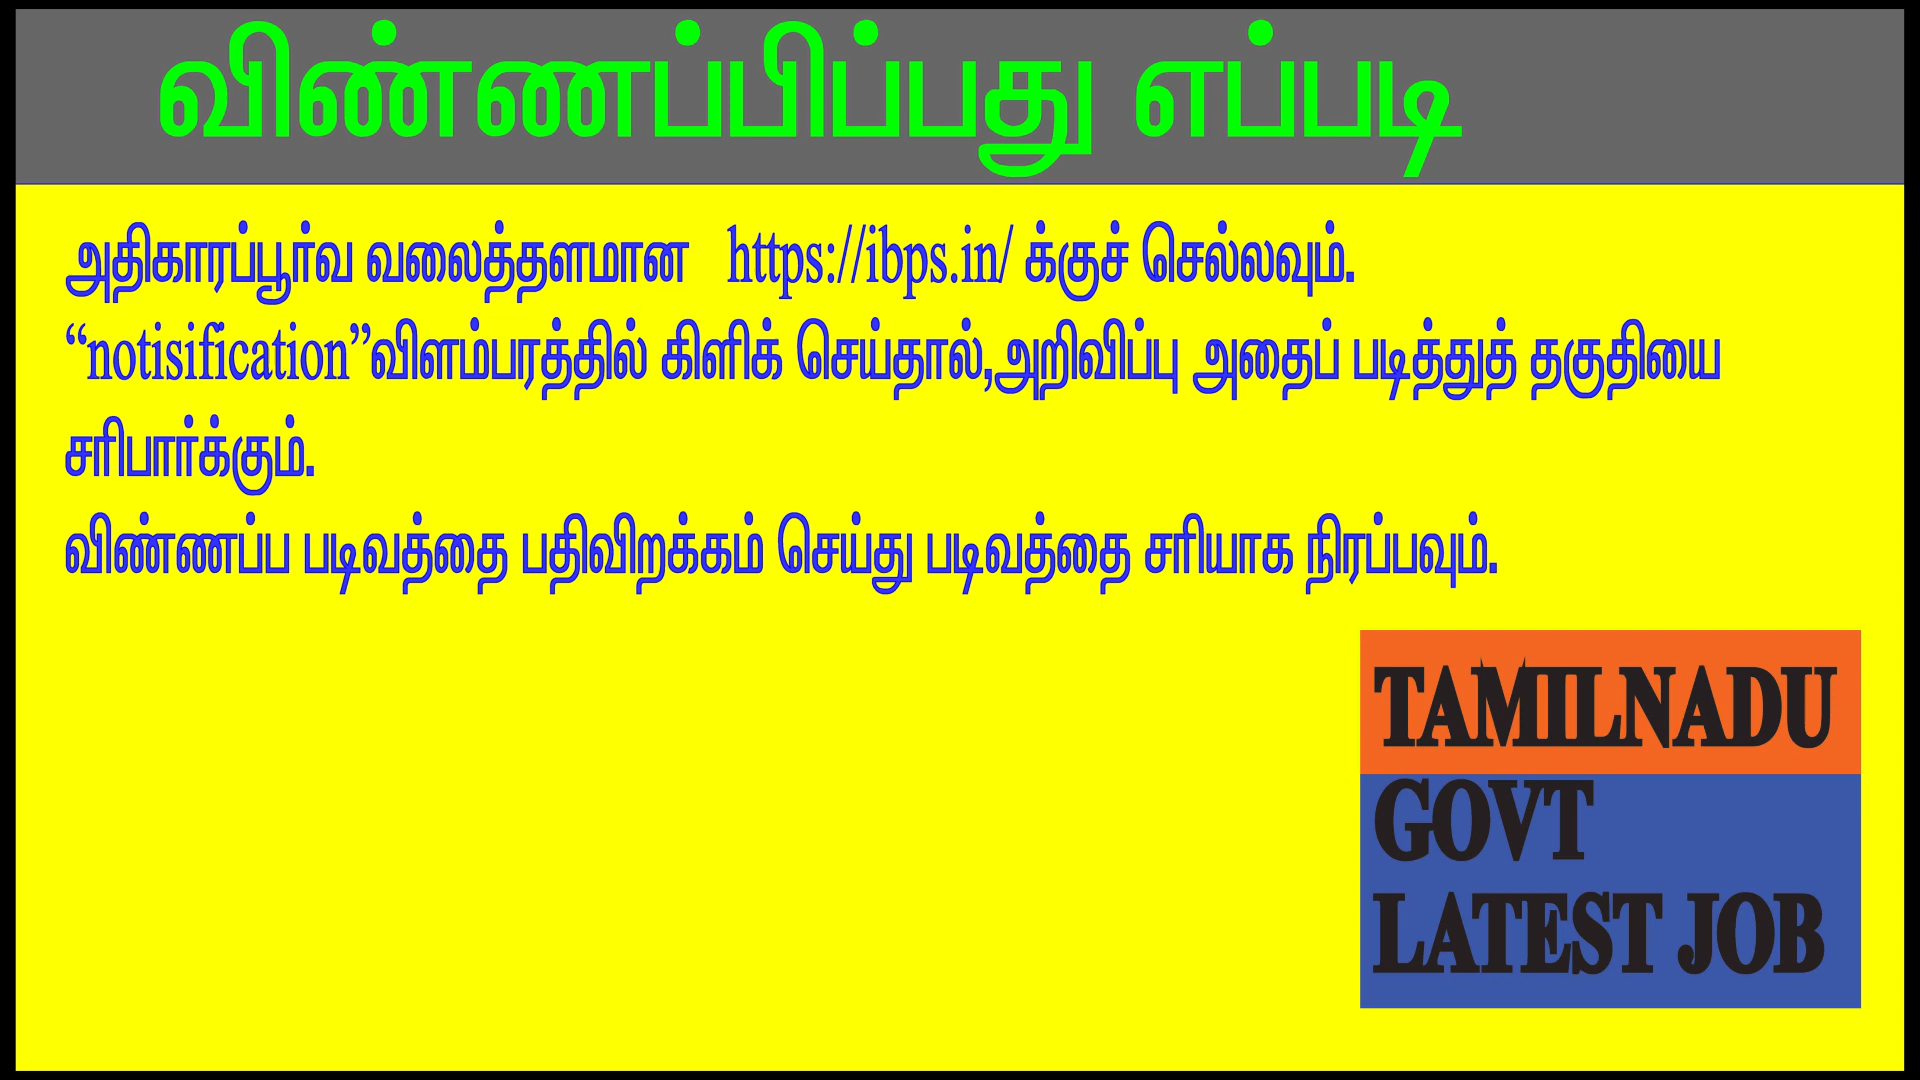 விண்ணப்பிப்பது எப்படி
அதிகாரப்பூர்வ வலைத்தளமான https://ibps.in/ க்குச் செல்லவும்.
“notisification”விளம்பரத்தில் கிளிக் செய்தால்,அறிவிப்பு அதைப் படித்துத் தகுதியை
சரிபார்க்கும்.
விண்ணப்ப படிவத்தை பதிவிறக்கம் செய்து படிவத்தை சரியாக நிரப்பவும்.
TAMILNADU
GOVT
LATEST JOB